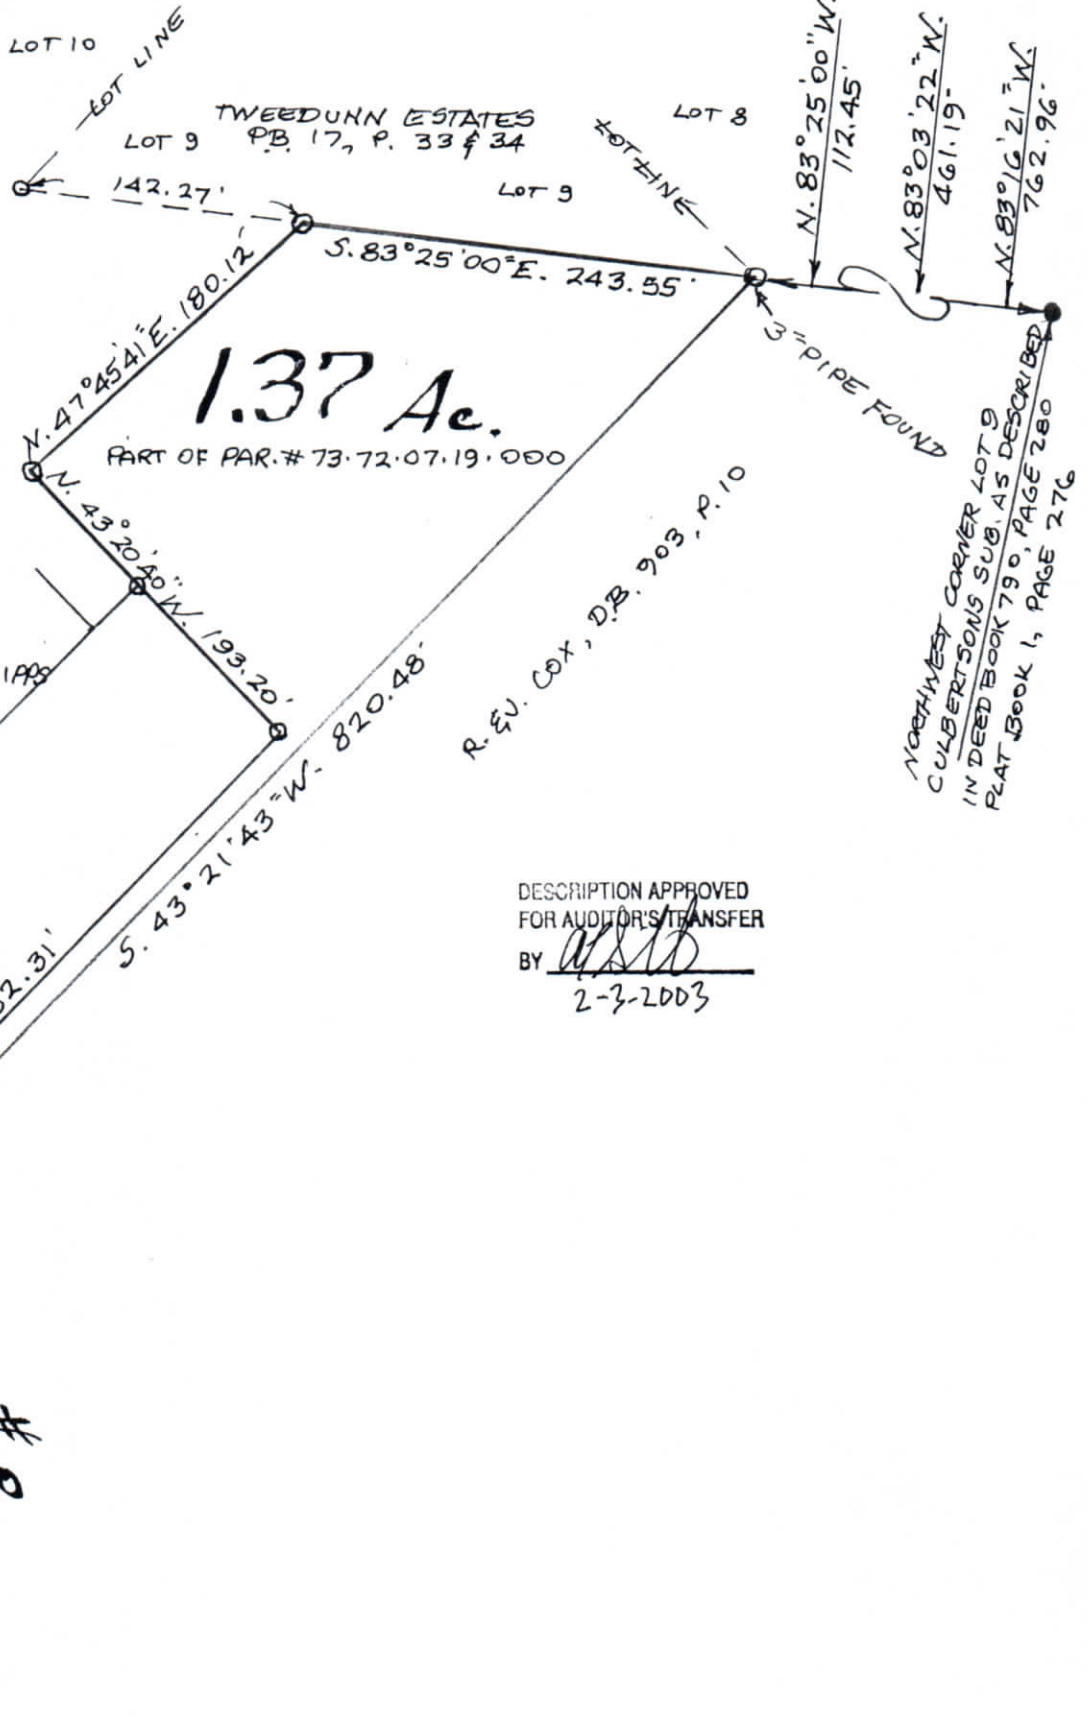 LOT 10
LOT LINE
TWEEDUNN ESTATES
P.B. 17, P. 33 & 34
LOT 9
LOT 8
LOT LINE
LOT 9
142.27'
N. 83° 25' 00" W.
112.45'
N. 83° 03' 22" W.
461.19'
N. 83° 16' 21" W.
762.96'
S. 83° 25' 00" E. 243.55'
N. 47° 45' 41" E. 180.12'
3" PIPE FOUND
1.37 Ac.
PART OF PAR. # 73.72.07.19.000
N. 43° 20' 40" W. 193.20'
NORTHWEST CORNER LOT 9
CULBERTSONS SUB. AS DESCRIBED
IN DEED BOOK 790, PAGE 280
PLAT BOOK 1, PAGE 276
R. EV. COX, D.B. 903, P. 10
S. 43° 21' 43" W. 820.48'
2.31'
DESCRIPTION APPROVED
FOR AUDITOR'S TRANSFER
BY
2-3-2003
#